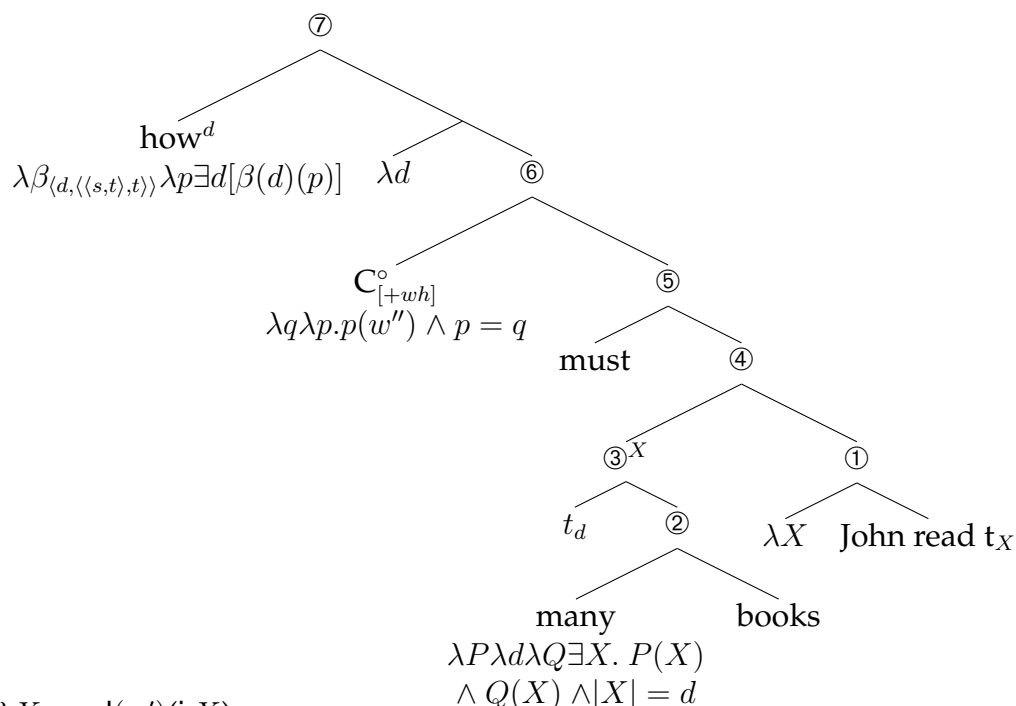 ⑦
how^d
λβ⟨d,⟨⟨s,t⟩,t⟩⟩λp∃d[β(d)(p)] λd ⑥
C°[+wh] ⑤
λqλp.p(w″) ∧ p = q
must ④
③^X ①
t_d ② λX John read t_X
many books
λPλdλQ∃X. P(X)
∧ Q(X) ∧|X| = d